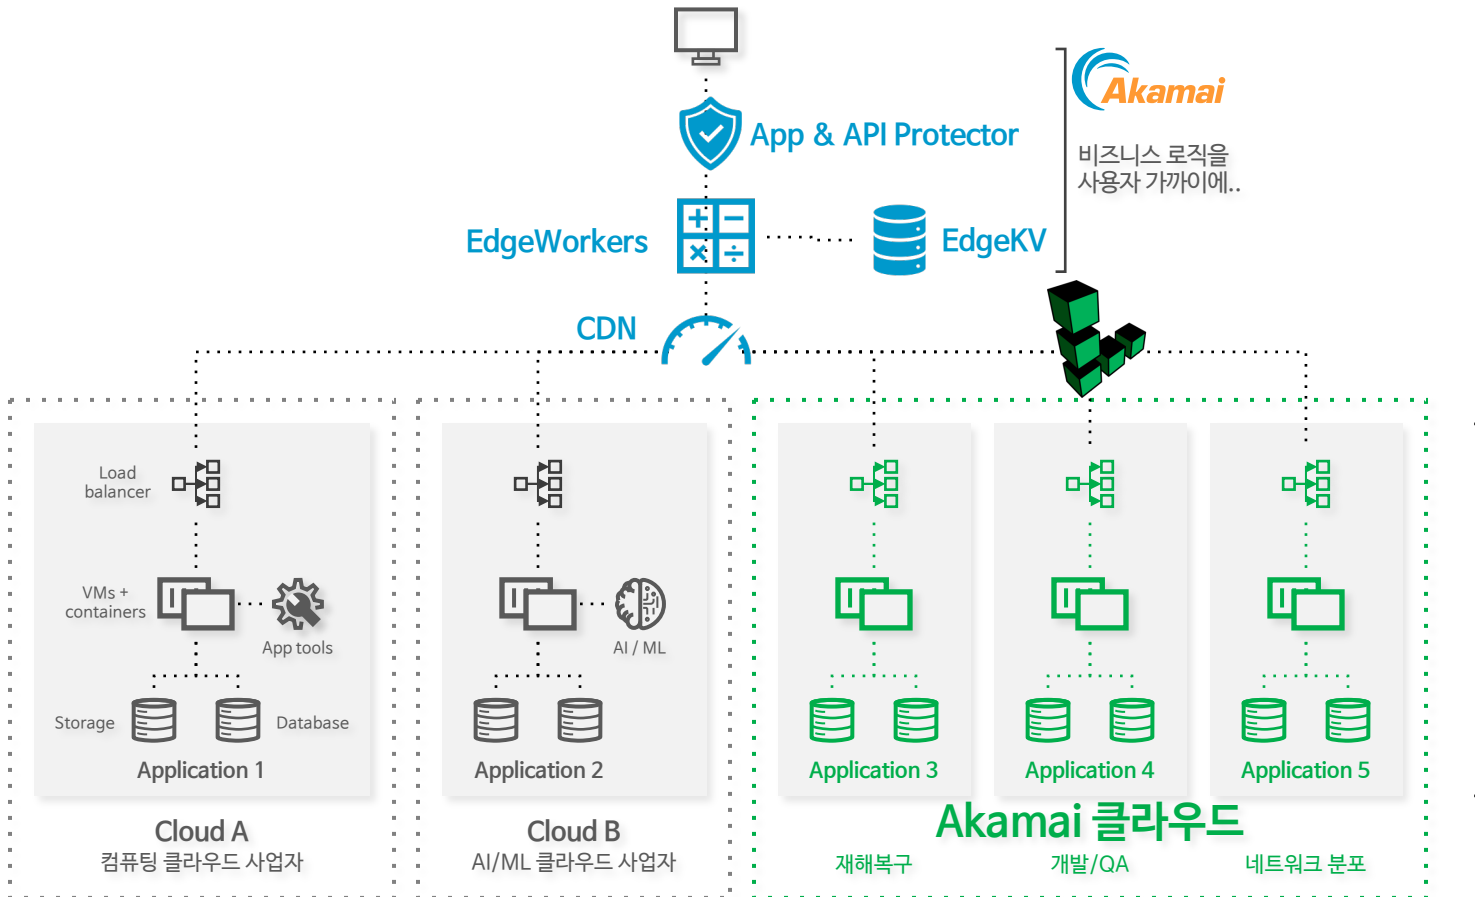 Akamai
App & API Protector
비즈니스 로직을
사용자 가까이에..
EdgeWorkers
EdgeKV
CDN
Load
balancer
VMs +
containers
App tools
AI / ML
Storage
Database
Application 1
Application 2
Application 3
Application 4
Application 5
Akamai 클라우드
Cloud A
컴퓨팅 클라우드 사업자
Cloud B
AI/ML 클라우드 사업자
재해복구
개발/QA
네트워크 분포